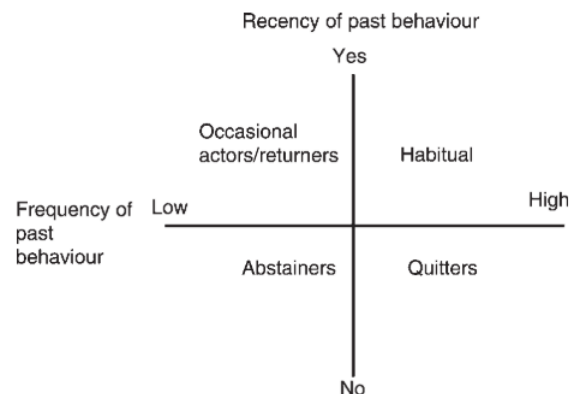 Recency of past behaviour
Yes
Occasional
actors/returners
Habitual
Frequency of
past
behaviour
Low
High
Abstainers
Quitters
No